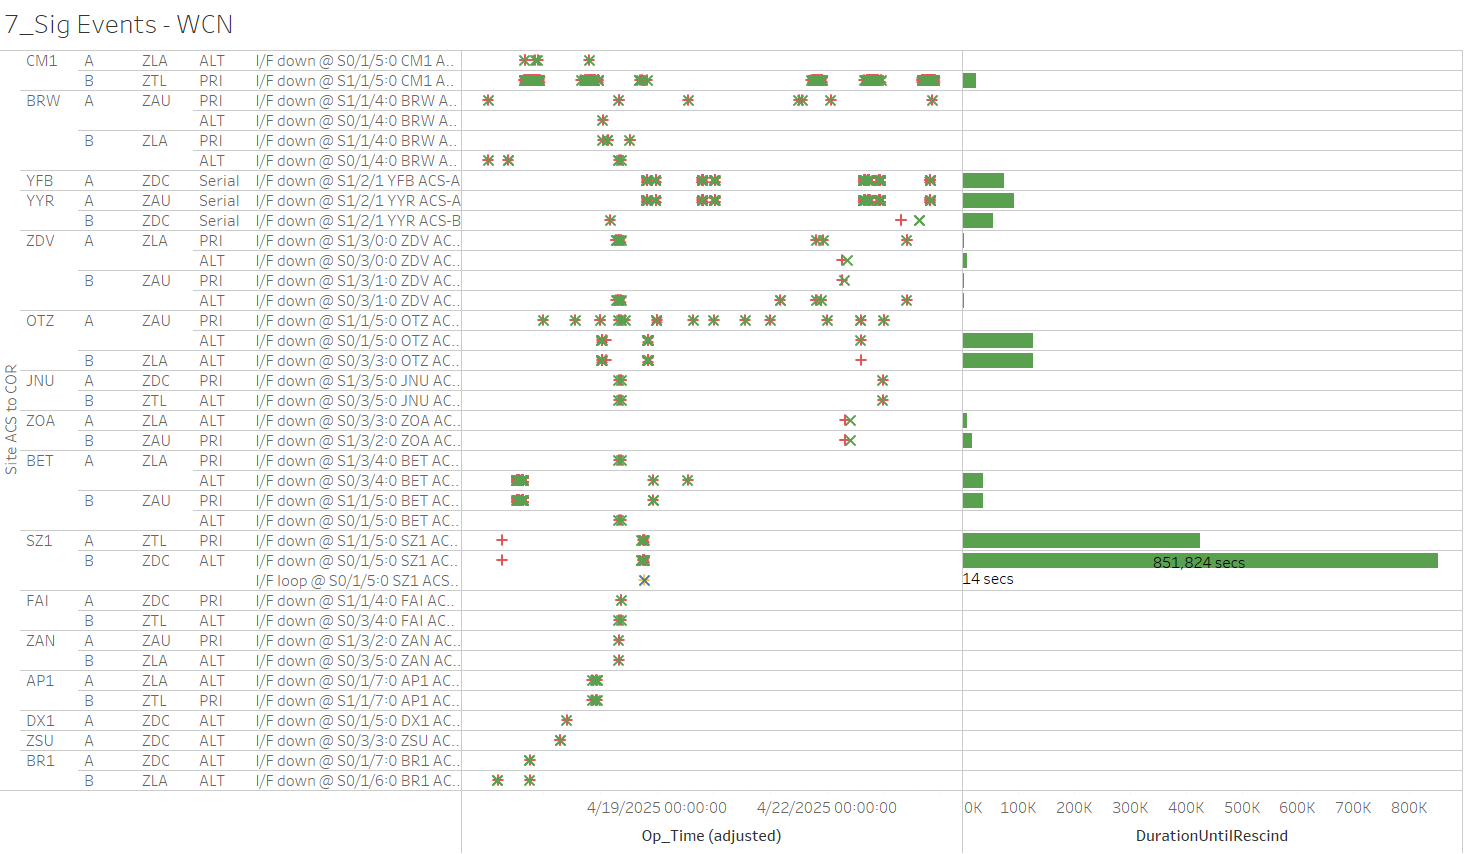 7_Sig Events - WCN
Site ACS to COR
CM1 A ZLA ALT I/F down @ S0/1/5:0 CM1 A..
B ZTL PRI I/F down @ S1/1/5:0 CM1 A..
BRW A ZAU PRI I/F down @ S1/1/4:0 BRW A..
ALT I/F down @ S0/1/4:0 BRW A..
B ZLA PRI I/F down @ S1/1/4:0 BRW A..
ALT I/F down @ S0/1/4:0 BRW A..
YFB A ZDC Serial I/F down @ S1/2/1 YFB ACS-A
YYR A ZAU Serial I/F down @ S1/2/1 YYR ACS-A
B ZDC Serial I/F down @ S1/2/1 YYR ACS-B
ZDV A ZLA PRI I/F down @ S1/3/0:0 ZDV AC..
ALT I/F down @ S0/3/0:0 ZDV AC..
B ZAU PRI I/F down @ S1/3/1:0 ZDV AC..
ALT I/F down @ S0/3/1:0 ZDV AC..
OTZ A ZAU PRI I/F down @ S1/1/5:0 OTZ AC..
ALT I/F down @ S0/1/5:0 OTZ AC..
B ZLA ALT I/F down @ S0/3/3:0 OTZ AC..
JNU A ZDC PRI I/F down @ S1/3/5:0 JNU AC..
B ZTL ALT I/F down @ S0/3/5:0 JNU AC..
ZOA A ZLA ALT I/F down @ S0/3/3:0 ZOA AC..
B ZAU PRI I/F down @ S1/3/2:0 ZOA AC..
BET A ZLA PRI I/F down @ S1/3/4:0 BET AC..
ALT I/F down @ S0/3/4:0 BET AC..
B ZAU PRI I/F down @ S1/1/5:0 BET AC..
ALT I/F down @ S0/1/5:0 BET AC..
SZ1 A ZTL PRI I/F down @ S1/1/5:0 SZ1 AC..
B ZDC ALT I/F down @ S0/1/5:0 SZ1 AC.. 851,824 secs
I/F loop @ S0/1/5:0 SZ1 ACS.. 14 secs
FAI A ZDC PRI I/F down @ S1/1/4:0 FAI AC..
B ZTL ALT I/F down @ S0/3/4:0 FAI AC..
ZAN A ZAU PRI I/F down @ S1/3/2:0 ZAN AC..
B ZLA ALT I/F down @ S0/3/5:0 ZAN AC..
AP1 A ZLA ALT I/F down @ S0/1/7:0 AP1 AC..
B ZTL PRI I/F down @ S1/1/7:0 AP1 AC..
DX1 A ZDC ALT I/F down @ S0/1/5:0 DX1 AC..
ZSU A ZDC ALT I/F down @ S0/3/3:0 ZSU AC..
BR1 A ZDC ALT I/F down @ S0/1/7:0 BR1 AC..
B ZLA ALT I/F down @ S0/1/6:0 BR1 AC..
4/19/2025 00:00:00 4/22/2025 00:00:00 0K 100K 200K 300K 400K 500K 600K 700K 800K
Op_Time (adjusted) DurationUntilRescind